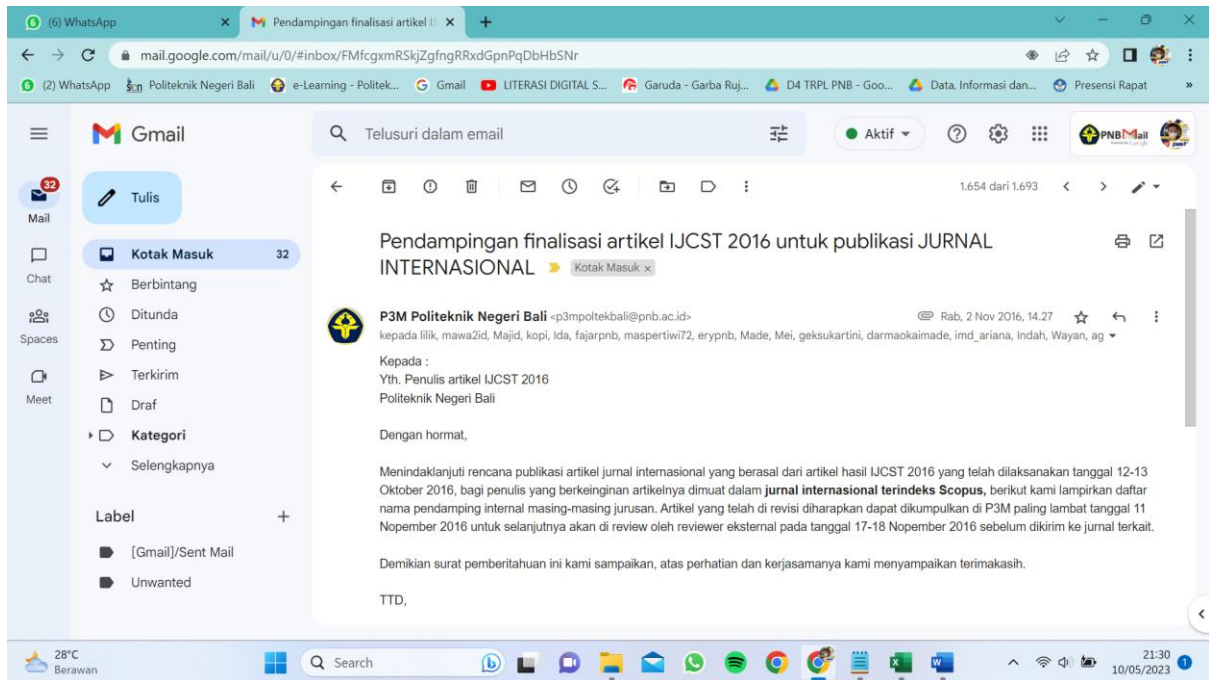 (6) WhatsApp
Pendampingan finalisasi artikel IJ
mail.google.com/mail/u/0/#inbox/FMfcgxmRSkjZgfngRRxdGpnPqDbHbSNr
(2) WhatsApp Politeknik Negeri Bali e-Learning - Politek... Gmail LITERASI DIGITAL S... Garuda - Garba Ruj... D4 TRPL PNB - Goo... Data, Informasi dan... Presensi Rapat »
Gmail
Telusuri dalam email
Aktif
PNBMail
32
Mail
Chat
Spaces
Meet
Tulis
Kotak Masuk 32
Berbintang
Ditunda
Penting
Terkirim
Draf
Kategori
Selengkapnya
Label +
[Gmail]/Sent Mail
Unwanted
1.654 dari 1.693
Pendampingan finalisasi artikel IJCST 2016 untuk publikasi JURNAL
INTERNASIONAL Kotak Masuk x
P3M Politeknik Negeri Bali <p3mpoltekbali@pnb.ac.id> Rab, 2 Nov 2016, 14.27
kepada lilik, mawa2id, Majid, kopi, Ida, fajarpnb, maspertiwi72, erypnb, Made, Mei, geksukartini, darmaokaimade, imd_ariana, Indah, Wayan, ag
Kepada :
Yth. Penulis artikel IJCST 2016
Politeknik Negeri Bali
Dengan hormat,
Menindaklanjuti rencana publikasi artikel jurnal internasional yang berasal dari artikel hasil IJCST 2016 yang telah dilaksanakan tanggal 12-13
Oktober 2016, bagi penulis yang berkeinginan artikelnya dimuat dalam jurnal internasional terindeks Scopus, berikut kami lampirkan daftar
nama pendamping internal masing-masing jurusan. Artikel yang telah di revisi diharapkan dapat dikumpulkan di P3M paling lambat tanggal 11
Nopember 2016 untuk selanjutnya akan di review oleh reviewer eksternal pada tanggal 17-18 Nopember 2016 sebelum dikirim ke jurnal terkait.
Demikian surat pemberitahuan ini kami sampaikan, atas perhatian dan kerjasamanya kami menyampaikan terimakasih.
TTD,
28°C
Berawan
Search
21:30
10/05/2023
1